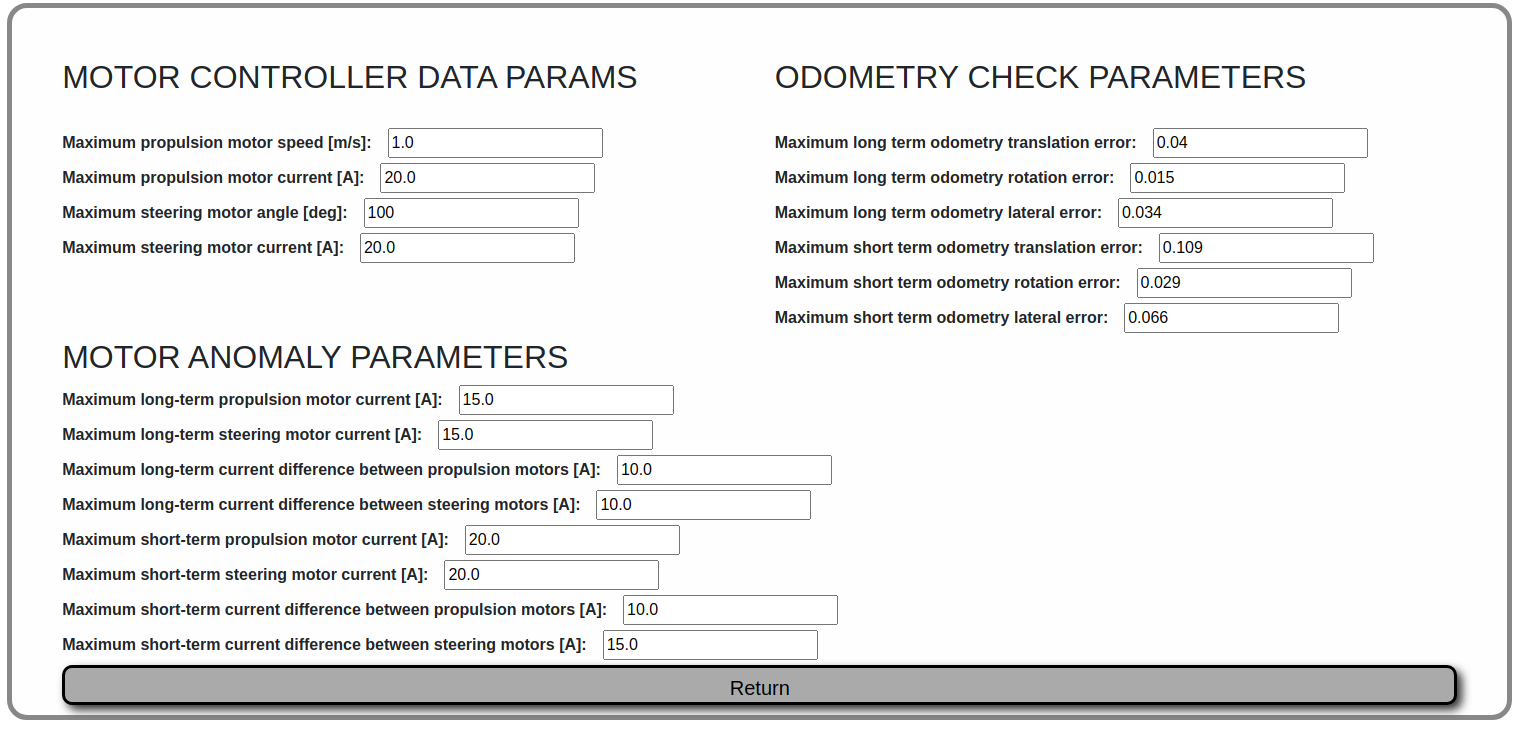 MOTOR CONTROLLER DATA PARAMS
Maximum propulsion motor speed [m/s]: 1.0
Maximum propulsion motor current [A]: 20.0
Maximum steering motor angle [deg]: 100
Maximum steering motor current [A]: 20.0
ODOMETRY CHECK PARAMETERS
Maximum long term odometry translation error: 0.04
Maximum long term odometry rotation error: 0.015
Maximum long term odometry lateral error: 0.034
Maximum short term odometry translation error: 0.109
Maximum short term odometry rotation error: 0.029
Maximum short term odometry lateral error: 0.066
MOTOR ANOMALY PARAMETERS
Maximum long-term propulsion motor current [A]: 15.0
Maximum long-term steering motor current [A]: 15.0
Maximum long-term current difference between propulsion motors [A]: 10.0
Maximum long-term current difference between steering motors [A]: 10.0
Maximum short-term propulsion motor current [A]: 20.0
Maximum short-term steering motor current [A]: 20.0
Maximum short-term current difference between propulsion motors [A]: 10.0
Maximum short-term current difference between steering motors [A]: 15.0
Return